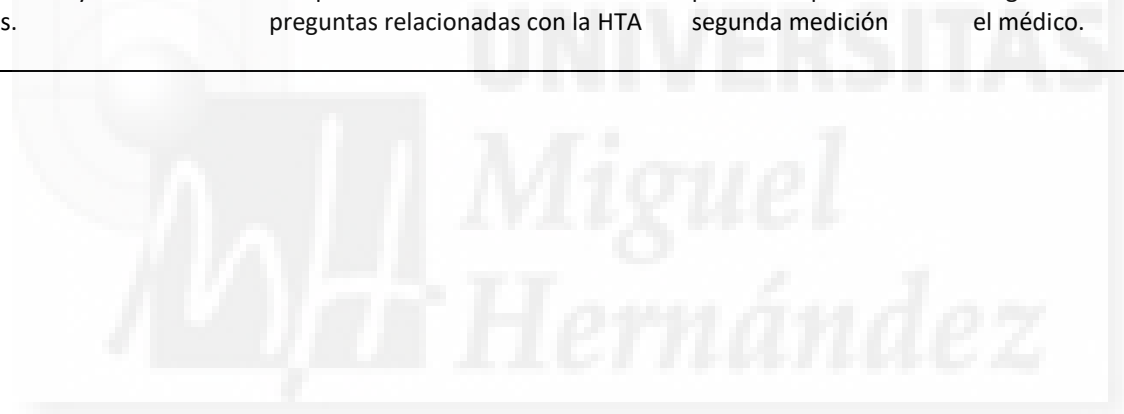 s. preguntas relacionadas con la HTA segunda medición el médico.
UNIVERSITAS
Miguel
Hernández